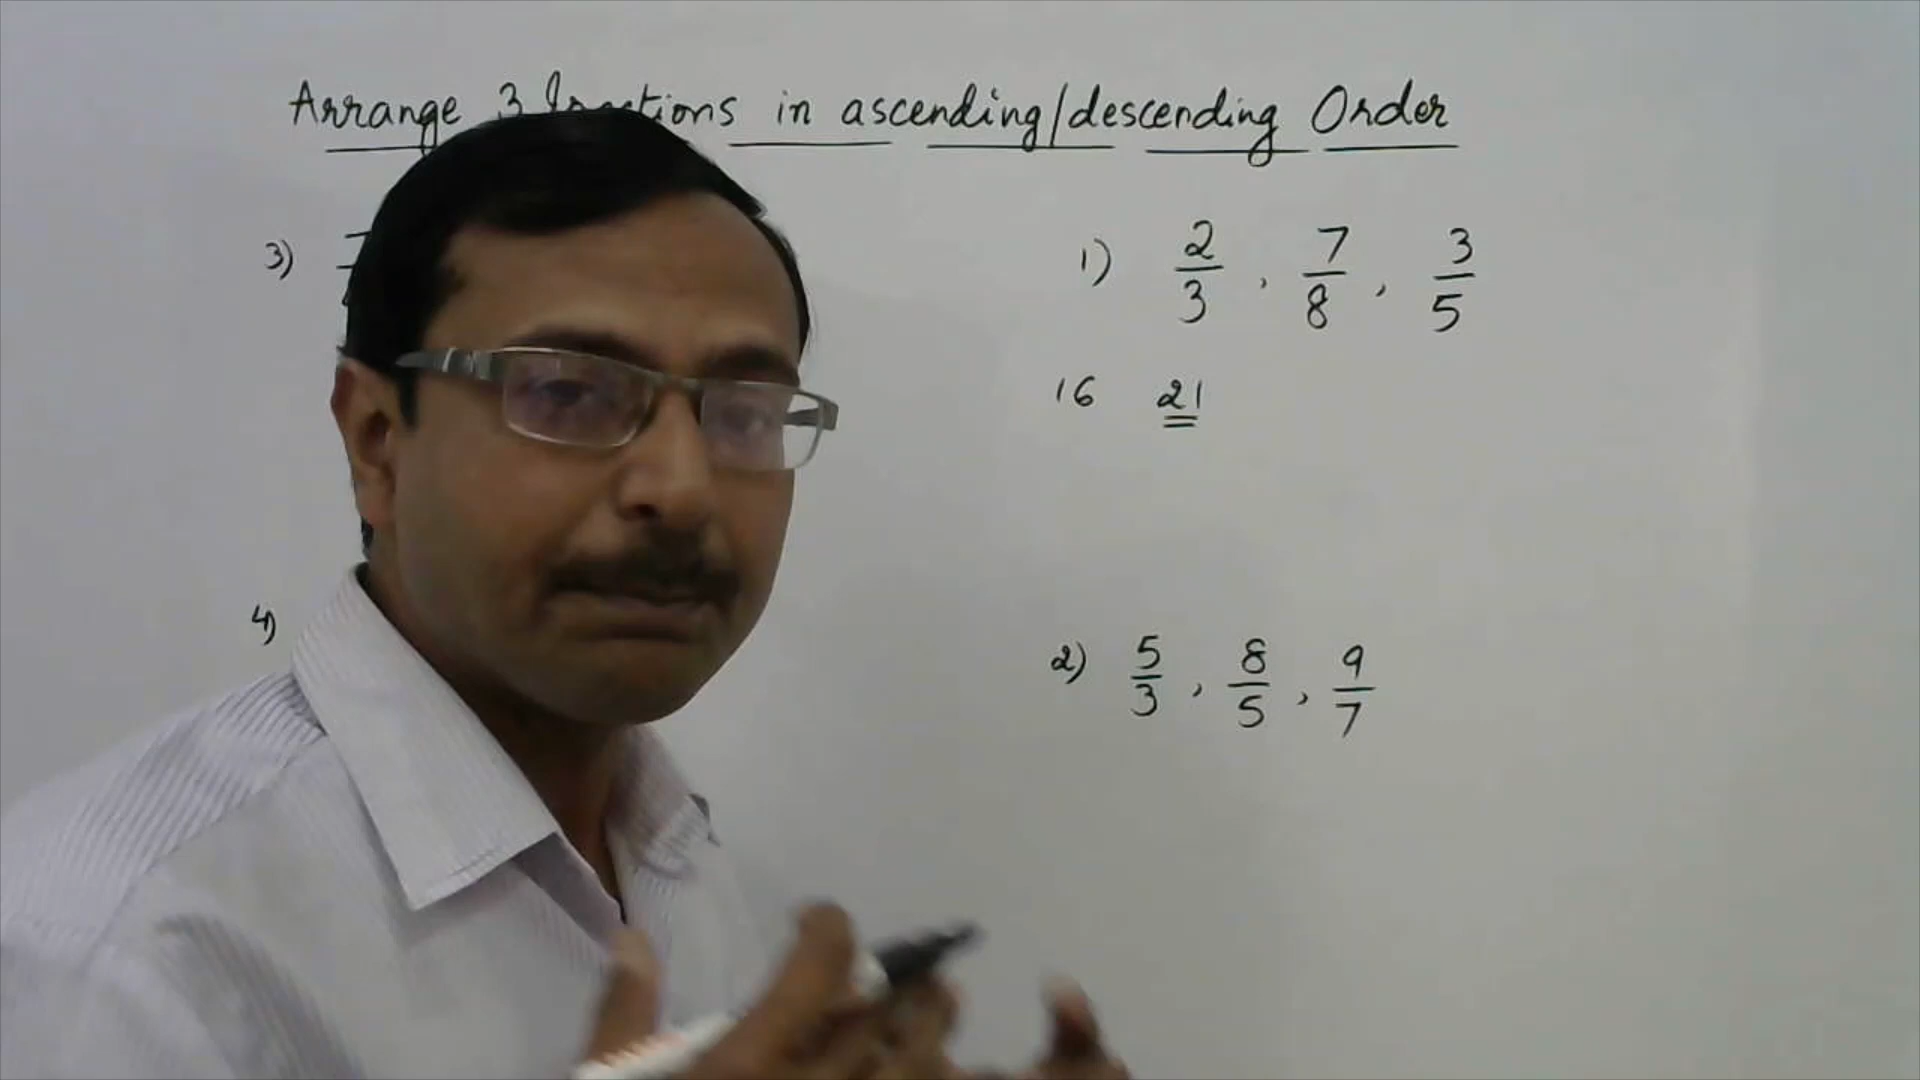 Arrange 3 fractions in ascending/descending Order
3)
1) 2/3 , 7/8 , 3/5
16 21
4)
2) 5/3 , 8/5 , 9/7